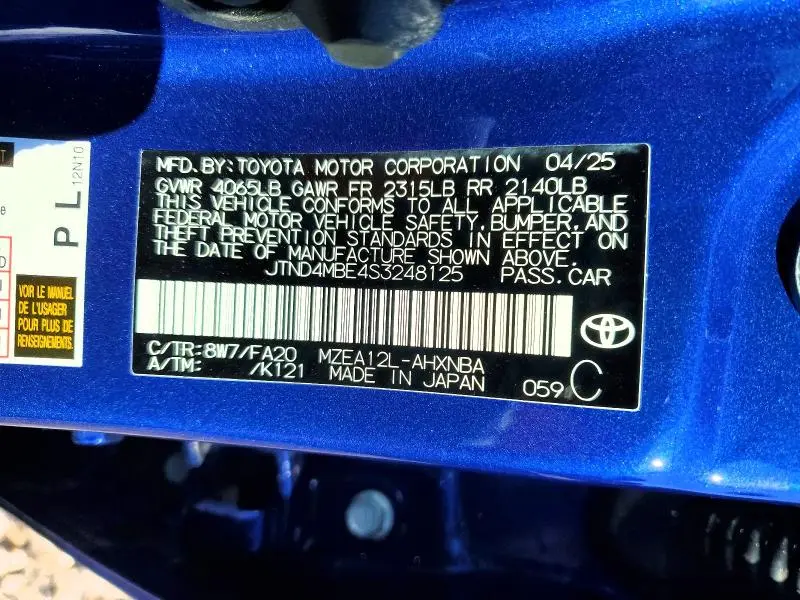 MFD. BY: TOYOTA MOTOR CORPORATION 04/25
GVWR 4065LB GAWR FR 2315LB RR 2140LB
THIS VEHICLE CONFORMS TO ALL APPLICABLE
FEDERAL MOTOR VEHICLE SAFETY, BUMPER, AND
THEFT PREVENTION STANDARDS IN EFFECT ON
THE DATE OF MANUFACTURE SHOWN ABOVE.
JTND4MBE4S3248125 PASS.CAR
C/TR:8W7/FA20 MZEA12L-AHXNBA
A/TM: /K121 MADE IN JAPAN
059 C
PL
12N10
VOIR LE MANUEL
DE L'USAGER
POUR PLUS DE
RENSEIGNEMENTS